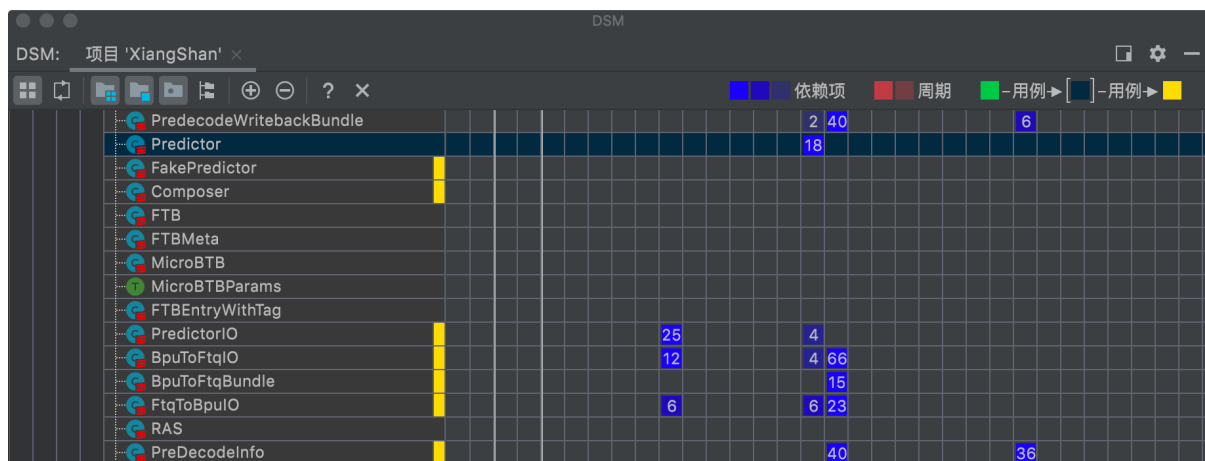 DSM
DSM: 项目 'XiangShan' ×
? × 依赖项 周期 -用例→[ ]-用例→
PredecodeWritebackBundle 2 40 6
Predictor 18
FakePredictor
Composer
FTB
FTBMeta
MicroBTB
T MicroBTBParams
FTBEntryWithTag
PredictorIO 25 4
BpuToFtqIO 12 4 66
BpuToFtqBundle 15
FtqToBpuIO 6 6 23
RAS
PreDecodeInfo 40 36